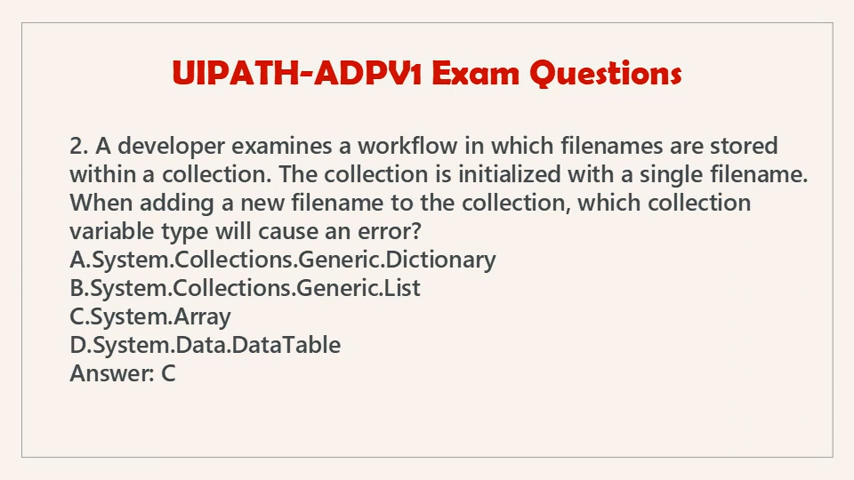 UIPATH-ADPV1 Exam Questions
2. A developer examines a workflow in which filenames are stored
within a collection. The collection is initialized with a single filename.
When adding a new filename to the collection, which collection
variable type will cause an error?
A.System.Collections.Generic.Dictionary
B.System.Collections.Generic.List
C.System.Array
D.System.Data.DataTable
Answer: C